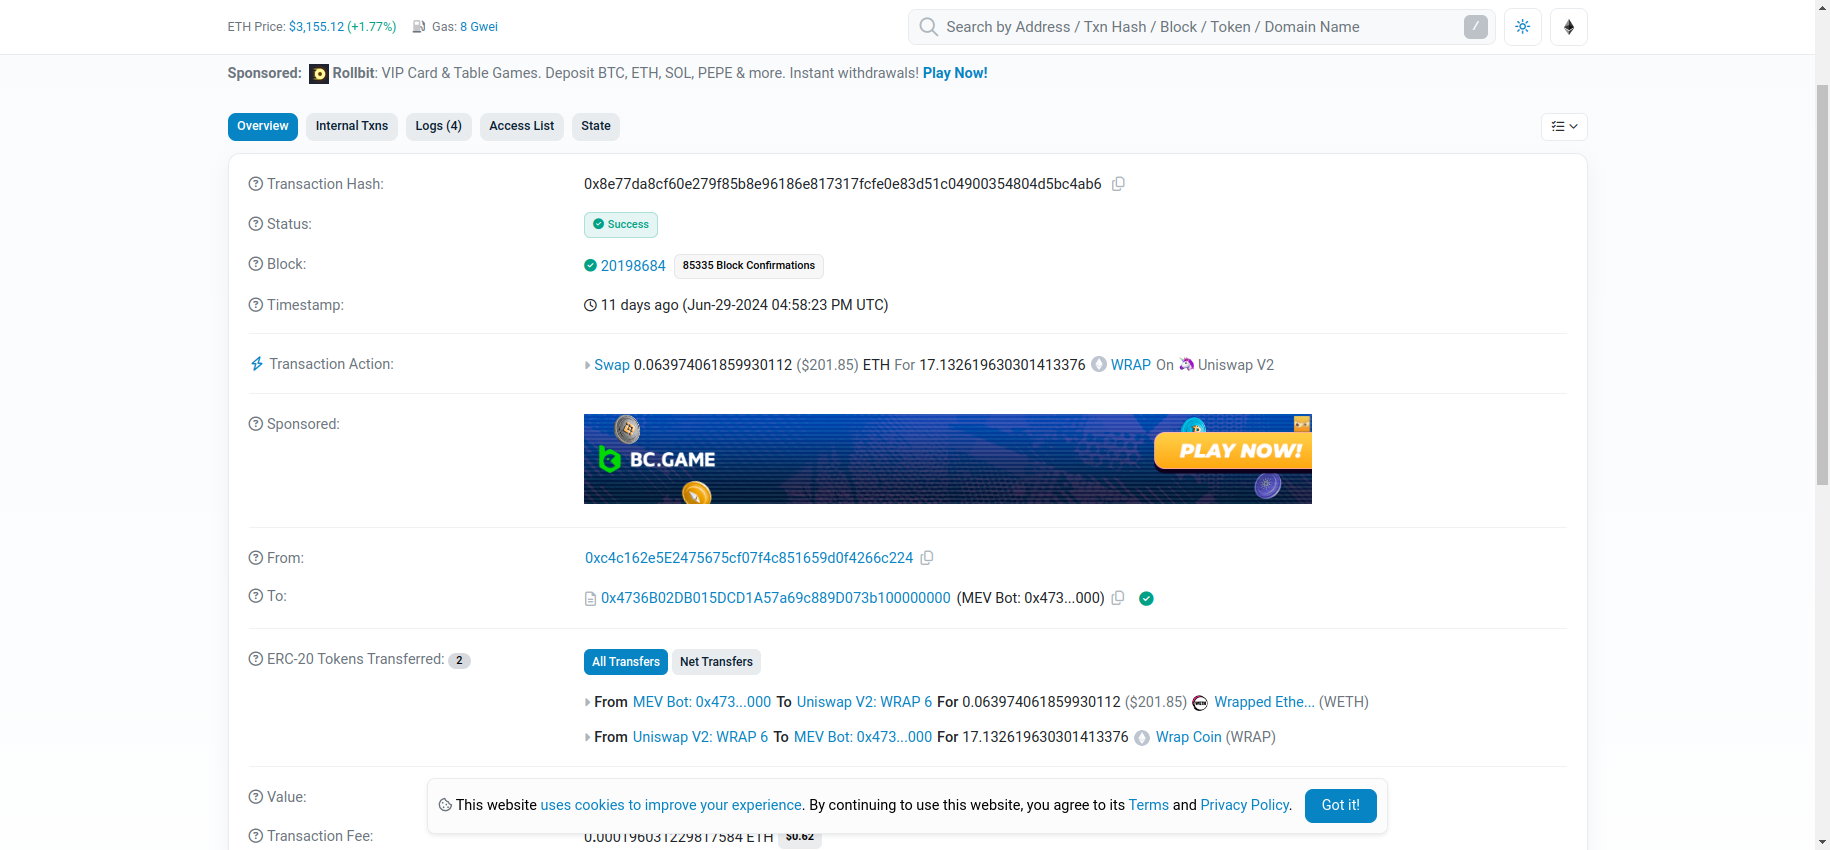 ETH Price: $3,155.12 (+1.77%) Gas: 8 Gwei
Search by Address / Txn Hash / Block / Token / Domain Name /
Sponsored: Rollbit: VIP Card & Table Games. Deposit BTC, ETH, SOL, PEPE & more. Instant withdrawals! Play Now!
Overview Internal Txns Logs (4) Access List State
Transaction Hash: 0x8e77da8cf60e279f85b8e96186e817317fcfe0e83d51c04900354804d5bc4ab6
Status: Success
Block: 20198684 85335 Block Confirmations
Timestamp: 11 days ago (Jun-29-2024 04:58:23 PM UTC)
Transaction Action: Swap 0.063974061859930112 ($201.85) ETH For 17.132619630301413376 WRAP On Uniswap V2
Sponsored:
BC.GAME PLAY NOW!
From: 0xc4c162e5E2475675cf07f4c851659d0f4266c224
To: 0x4736B02DB015DCD1A57a69c889D073b100000000 (MEV Bot: 0x473...000)
ERC-20 Tokens Transferred: 2 All Transfers Net Transfers
From MEV Bot: 0x473...000 To Uniswap V2: WRAP 6 For 0.063974061859930112 ($201.85) Wrapped Ethe... (WETH)
From Uniswap V2: WRAP 6 To MEV Bot: 0x473...000 For 17.132619630301413376 Wrap Coin (WRAP)
Value:
This website uses cookies to improve your experience. By continuing to use this website, you agree to its Terms and Privacy Policy. Got it!
Transaction Fee: 0.000196031229817584 ETH $0.62